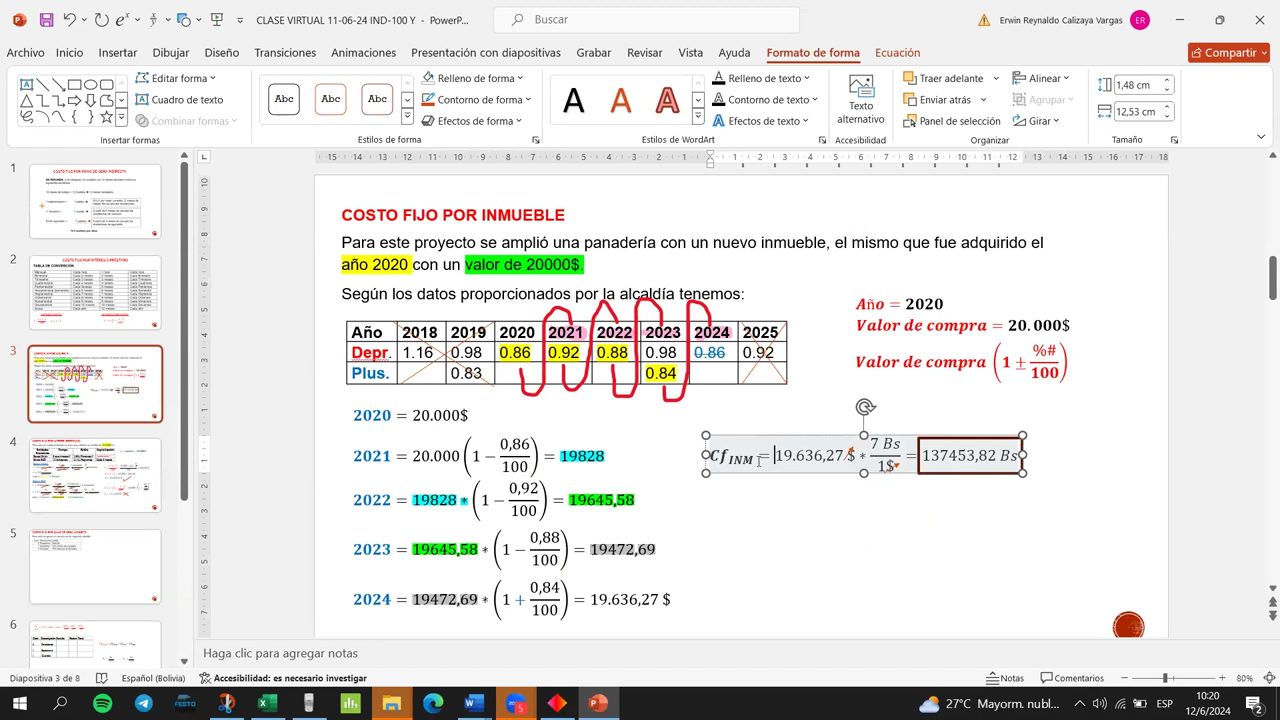 CLASE VIRTUAL 11-06-24 IND-100 Y - PowerP...
Buscar
Erwin Reynaldo Calizaya Vargas
ER
Archivo Inicio Insertar Dibujar Diseño Transiciones Animaciones Presentación con diapositivas Grabar Revisar Vista Ayuda Formato de forma Ecuación
Compartir
Editar forma
Cuadro de texto
Combinar formas
Insertar formas
Abc Abc Abc
Relleno de forma
Contorno de forma
Efectos de forma
Estilos de forma
A A A
Relleno de texto
Contorno de texto
Efectos de texto
Estilos de WordArt
Texto alternativo
Accesibilidad
Traer adelante
Enviar atrás
Panel de selección
Alinear
Agrupar
Girar
Organizar
1,48 cm
12,53 cm
Tamaño
COSTO FIJO POR INMUEBLE
Para este proyecto se amplió una panadería con un nuevo inmueble, el mismo que fue adquirido el
año 2020 con un valor de 20000$
Según los datos proporcionados por la alcaldía tenemos:
Año 2018 2019 2020 2021 2022 2023 2024 2025
Depr. 1.16 0.98 0.86 0.92 0.88 0.98 0.86 0.92
Plus. 0.83 0.84
Año = 2020
Valor de compra = 20.000$
Valor de compra (1 ± %#/100)
2020 = 20.000$
2021 = 20.000 (1 − 0,86/100) = 19828
2022 = 19828 * (1 − 0,92/100) = 19645,58
2023 = 19645,58 * (1 − 0,88/100) = 19472,69
2024 = 19472,69 * (1 + 0,84/100) = 19.636,27 $
Cf INM = 19.636,27 $ * 7 Bs/1$ = 137453,82 Bs
1
2
3
4
5
6
Haga clic para agregar notas
Diapositiva 3 de 8
Español (Bolivia)
Accesibilidad: es necesario investigar
Notas
Comentarios
80%
FESTO
27°C Mayorm. nubl...
ESP
10:20
12/6/2024
2